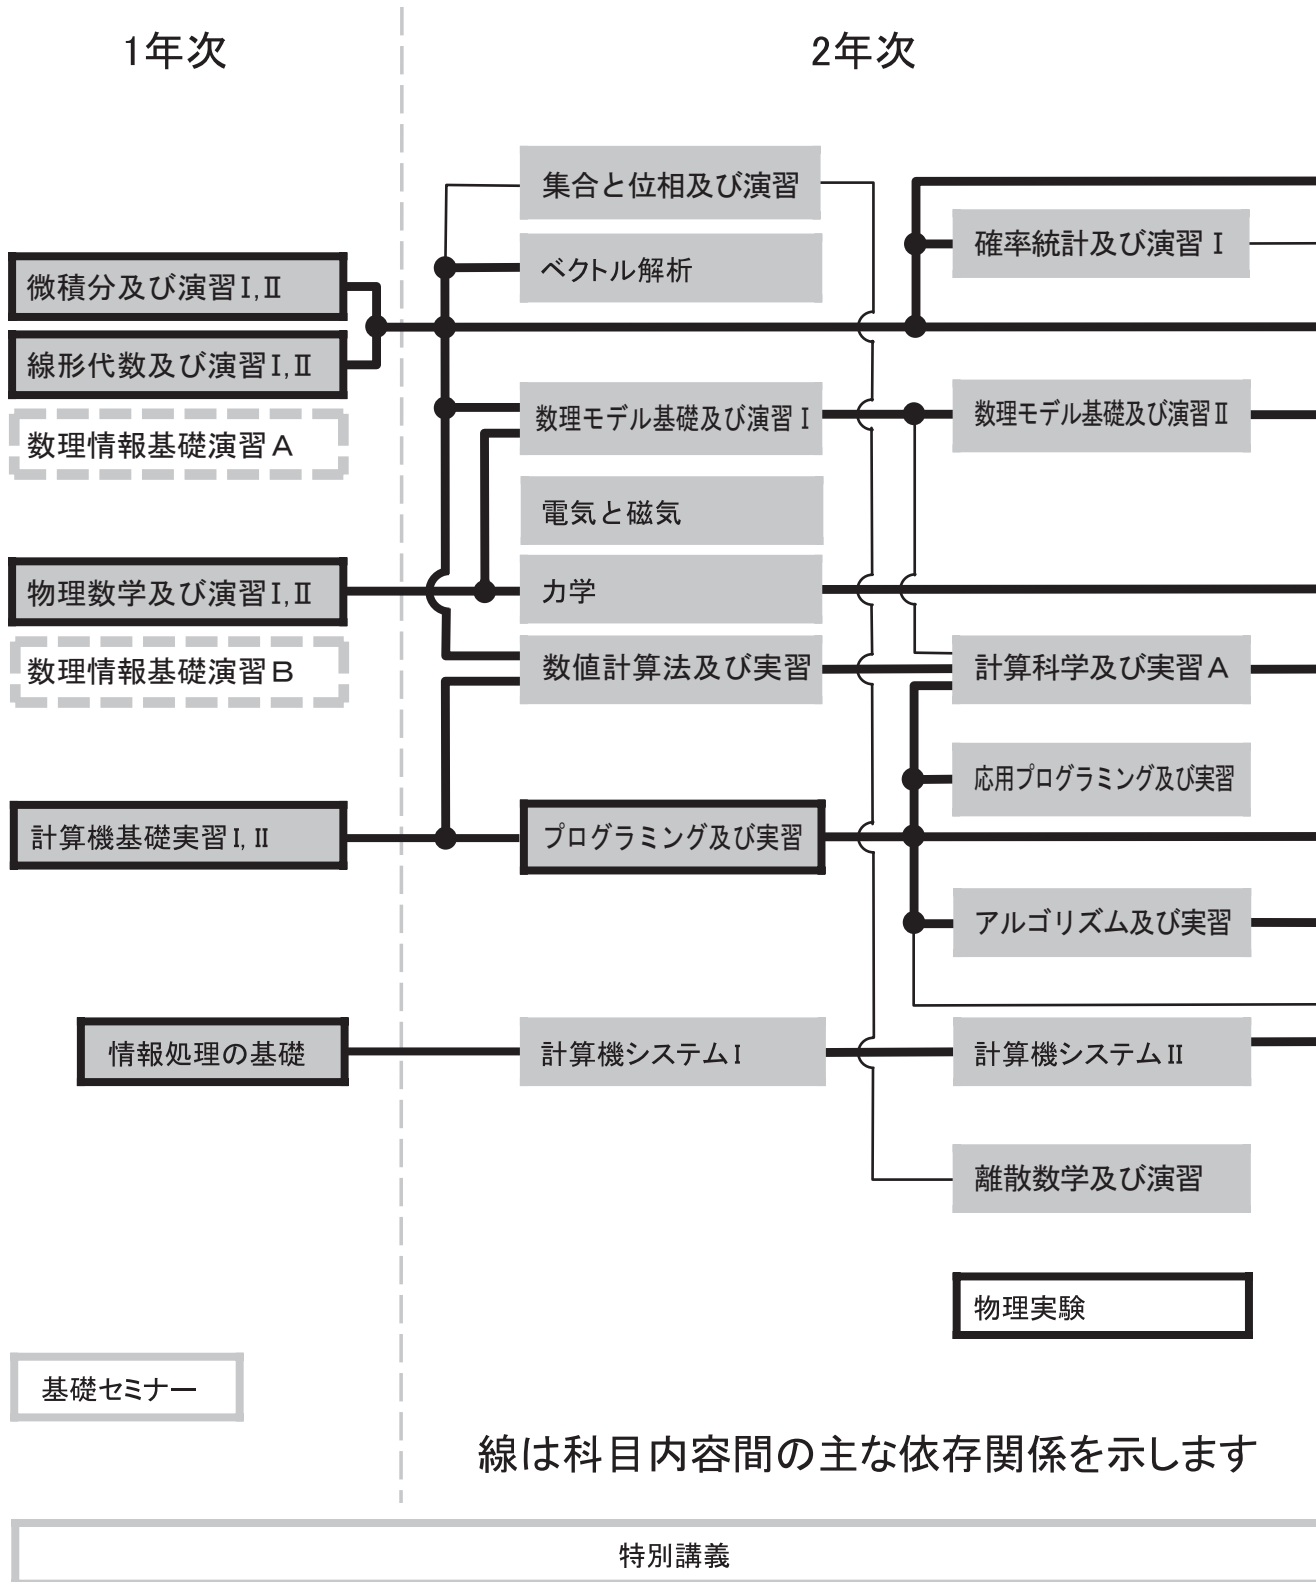 1年次
2年次
集合と位相及び演習
確率統計及び演習 I
ベクトル解析
微積分及び演習I,II
線形代数及び演習I,II
数理モデル基礎及び演習 I
数理モデル基礎及び演習 II
数理情報基礎演習 A
電気と磁気
物理数学及び演習I,II
力学
数理情報基礎演習 B
数値計算法及び実習
計算科学及び実習 A
応用プログラミング及び実習
計算機基礎実習 I, II
プログラミング及び実習
アルゴリズム及び実習
情報処理の基礎
計算機システム I
計算機システム II
離散数学及び演習
物理実験
基礎セミナー
線は科目内容間の主な依存関係を示します
特別講義